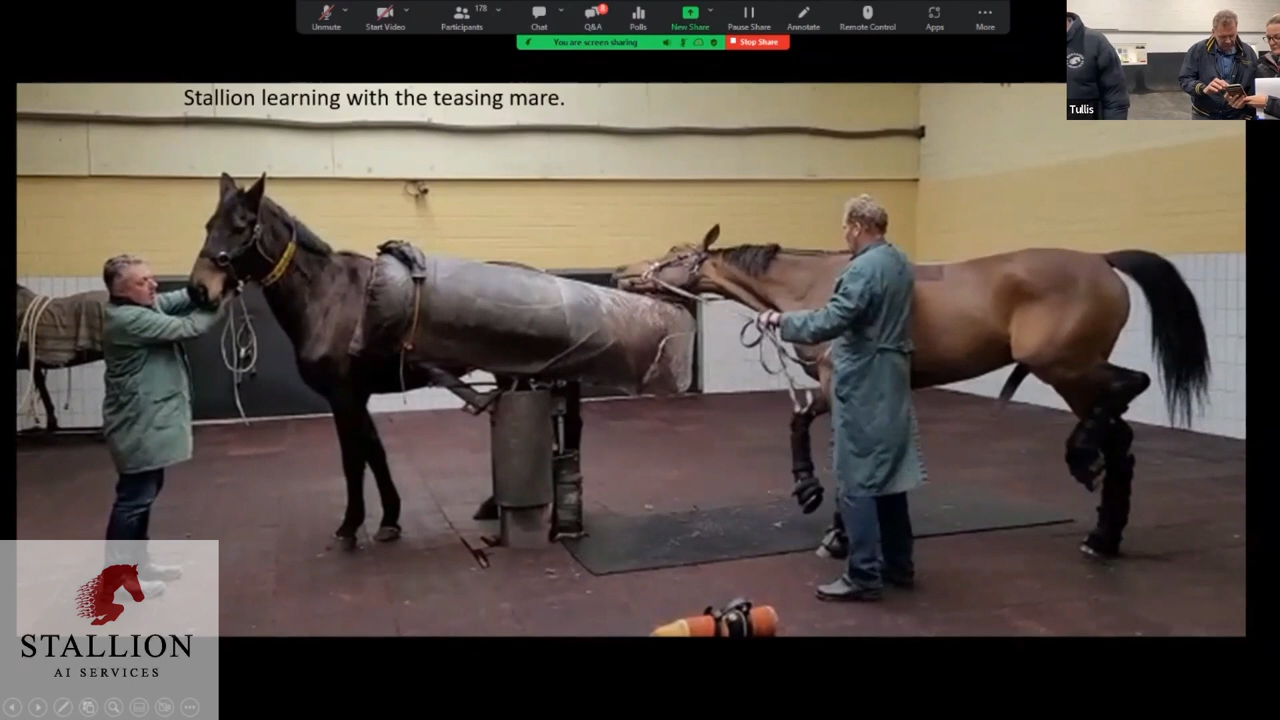 Unmute
Start Video
Participants
178
Chat
Q&A
8
Polls
New Share
Pause Share
Annotate
Remote Control
Apps
More
You are screen sharing
Stop Share
Tullis
Stallion learning with the teasing mare.
STALLION
AI SERVICES